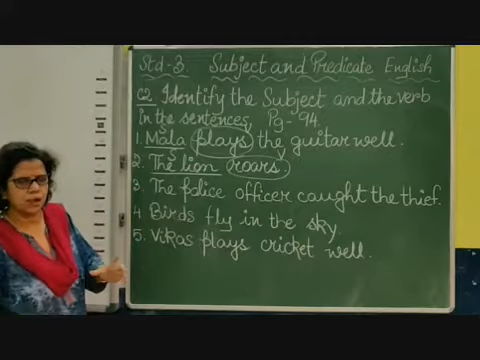 Std-3 Subject and Predicate English
C2 Identify the Subject and the verb
in the sentences, Pg- 94.
S V
1. Mala plays the guitar well.
S V
2. The lion roars.
3. The police officer caught the thief.
4 Birds fly in the sky.
5. Vikas plays cricket well.